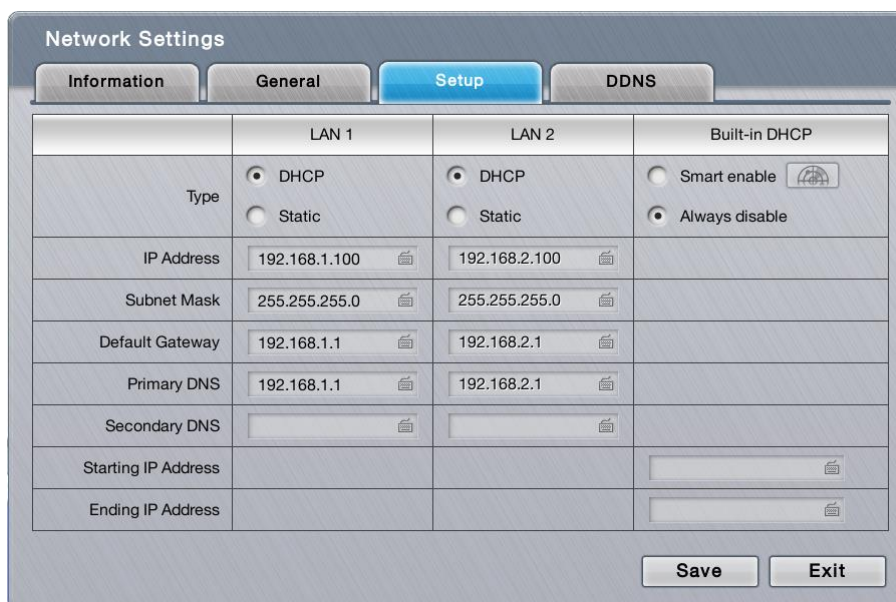 Network Settings
Information General Setup DDNS
LAN 1 LAN 2 Built-in DHCP
Type DHCP DHCP Smart enable
Static Static Always disable
IP Address 192.168.1.100 192.168.2.100
Subnet Mask 255.255.255.0 255.255.255.0
Default Gateway 192.168.1.1 192.168.2.1
Primary DNS 192.168.1.1 192.168.2.1
Secondary DNS
Starting IP Address
Ending IP Address
Save Exit